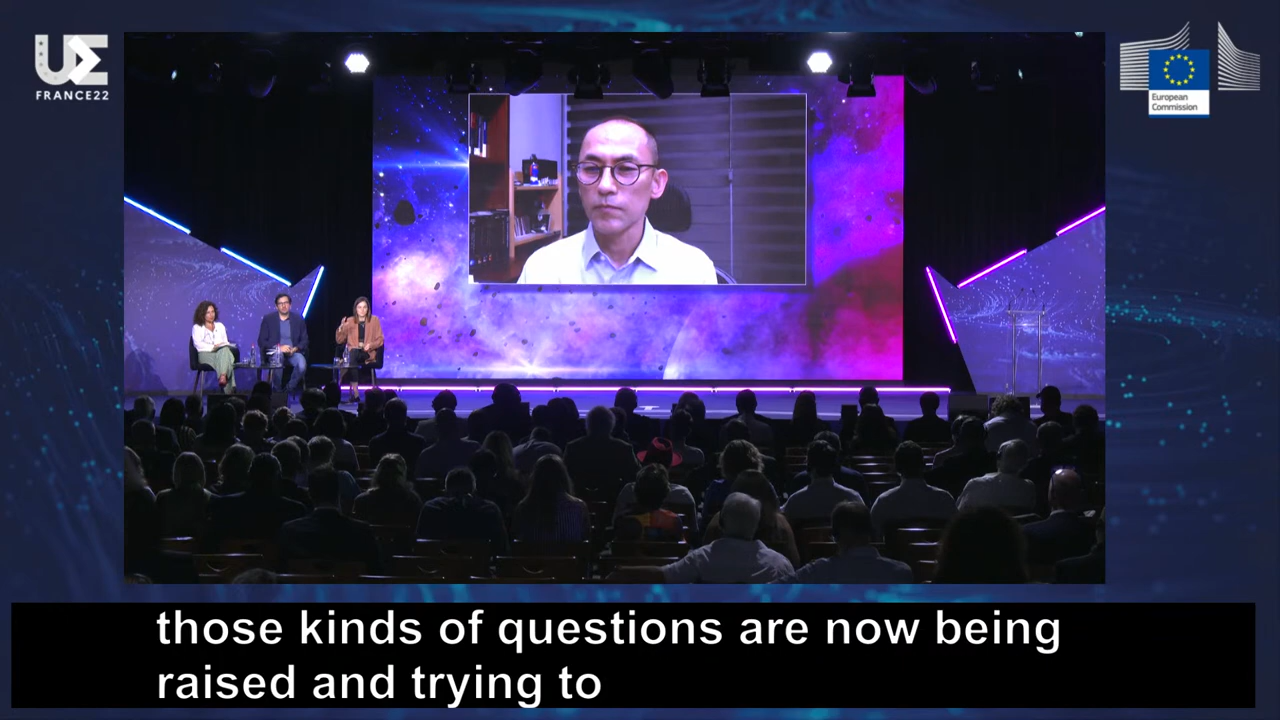 UE
FRANCE22
European
Commission
those kinds of questions are now being
raised and trying to